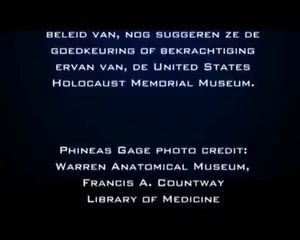 BELEID VAN, NOG SUGGEREN ZE DE
GOEDKEURING OF BEKRACHTIGING
ERVAN VAN, DE UNITED STATES
HOLOCAUST MEMORIAL MUSEUM.
PHINEAS GAGE PHOTO CREDIT:
WARREN ANATOMICAL MUSEUM,
FRANCIS A. COUNTWAY
LIBRARY OF MEDICINE